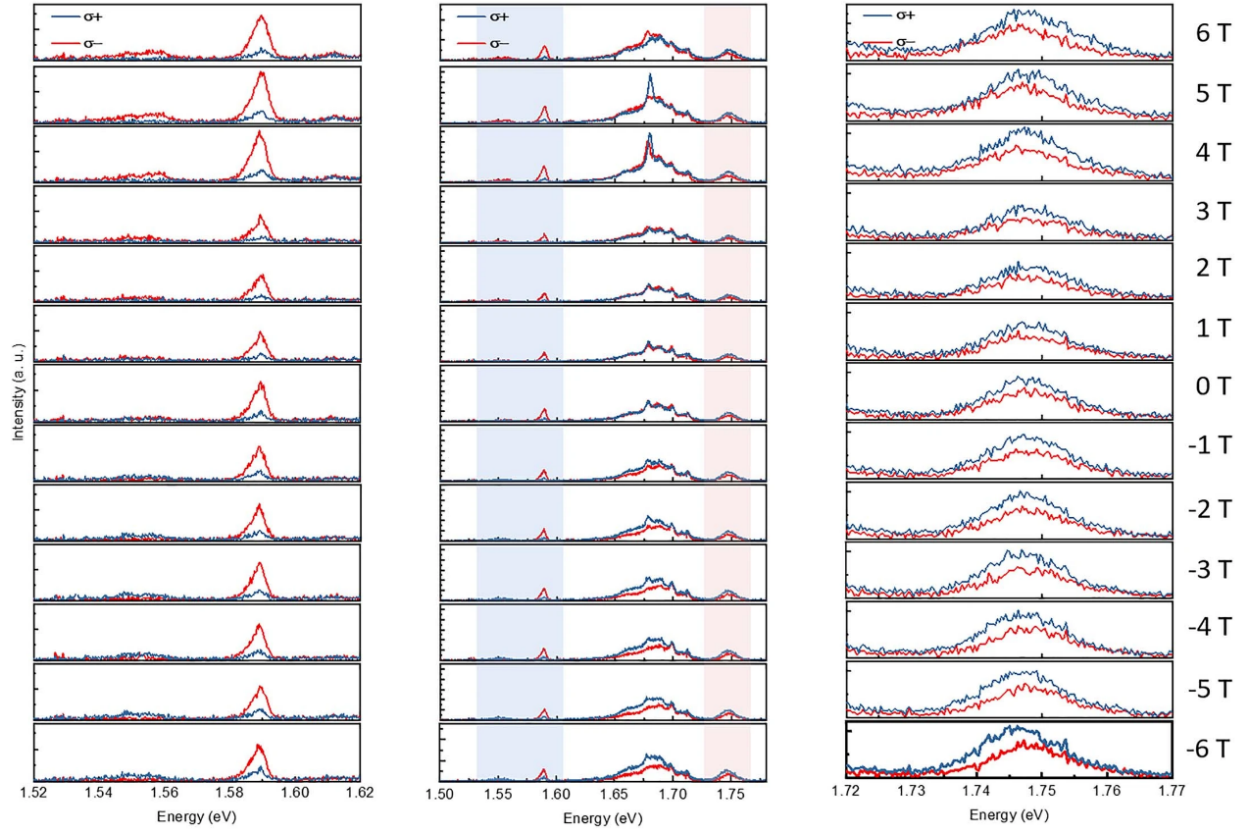 σ+
σ−
σ+
σ−
σ+
σ−
6 T
5 T
4 T
3 T
2 T
1 T
0 T
-1 T
-2 T
-3 T
-4 T
-5 T
-6 T
Intensity (a. u.)
1.52 1.54 1.56 1.58 1.60 1.62
Energy (eV)
1.50 1.55 1.60 1.65 1.70 1.75
Energy (eV)
1.72 1.73 1.74 1.75 1.76 1.77
Energy (eV)